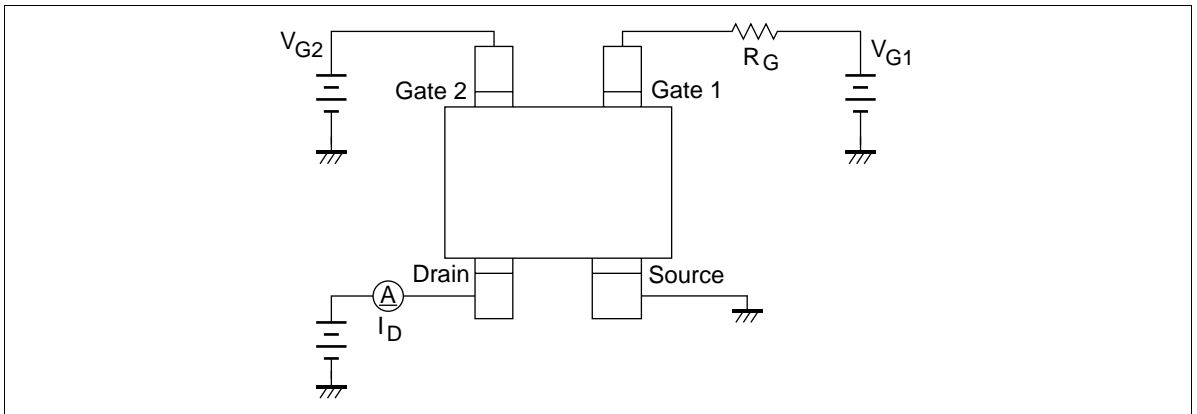 VG2
RG
VG1
Gate 2
Gate 1
Drain
Source
A
ID